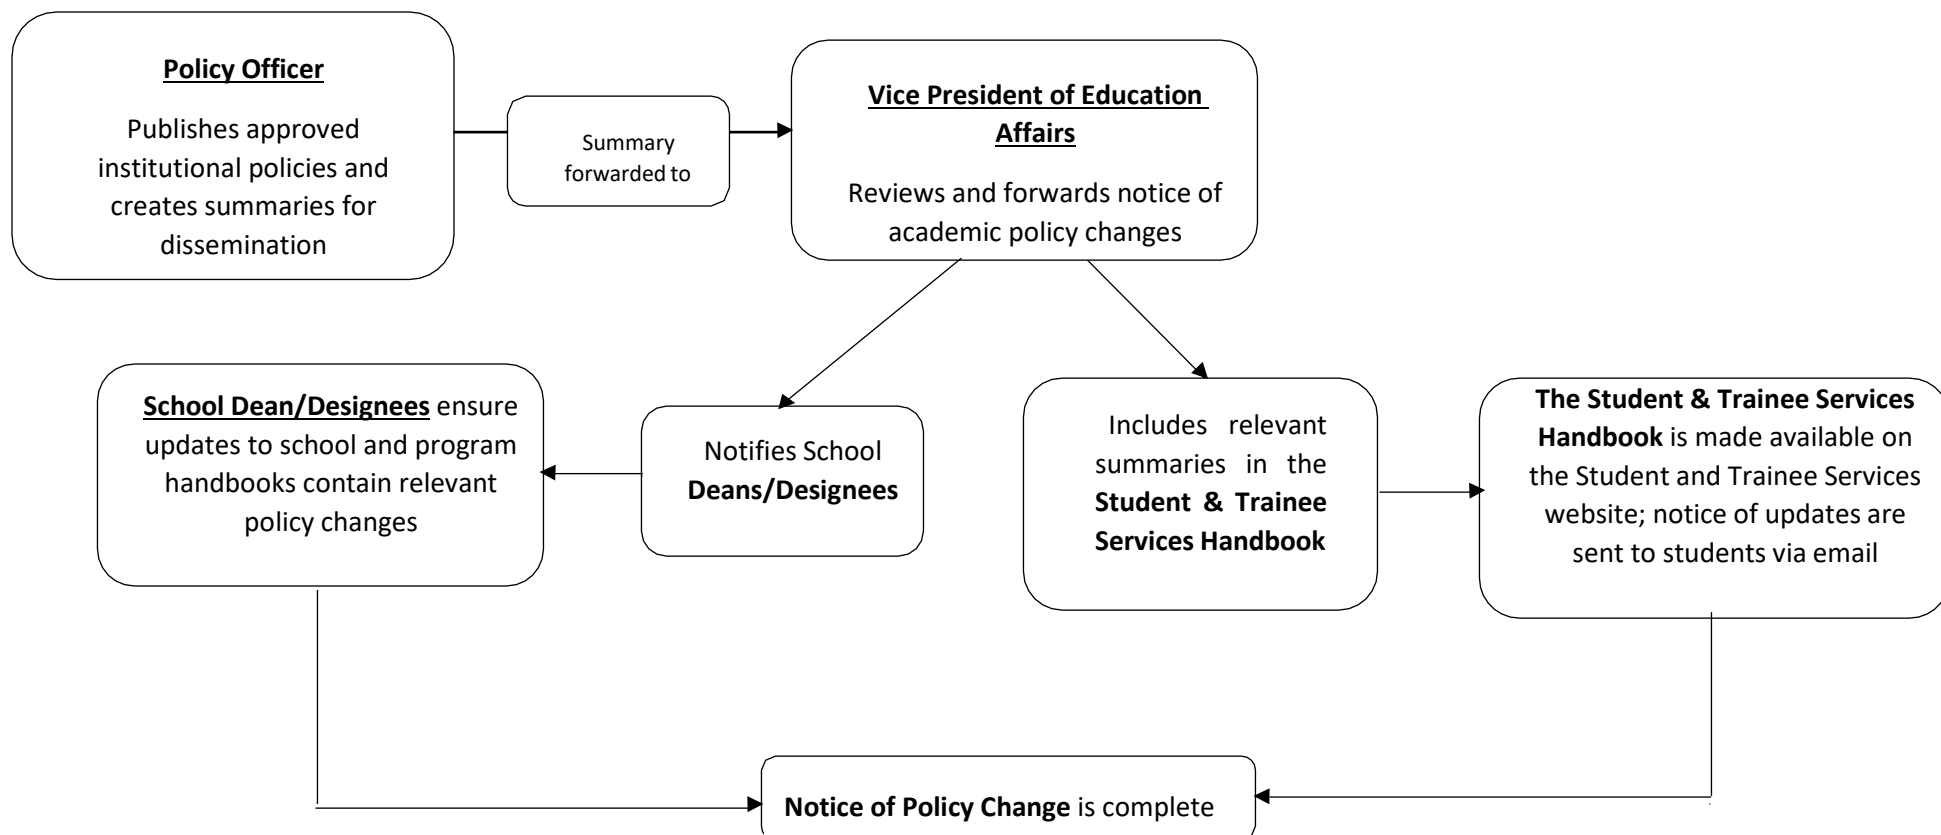 Policy Officer
Publishes approved
institutional policies and
creates summaries for
dissemination
Summary
forwarded to
Vice President of Education
Affairs
Reviews and forwards notice of
academic policy changes
School Dean/Designees ensure
updates to school and program
handbooks contain relevant
policy changes
Notifies School
Deans/Designees
Includes relevant
summaries in the
Student & Trainee
Services Handbook
The Student & Trainee Services
Handbook is made available on
the Student and Trainee Services
website; notice of updates are
sent to students via email
Notice of Policy Change is complete